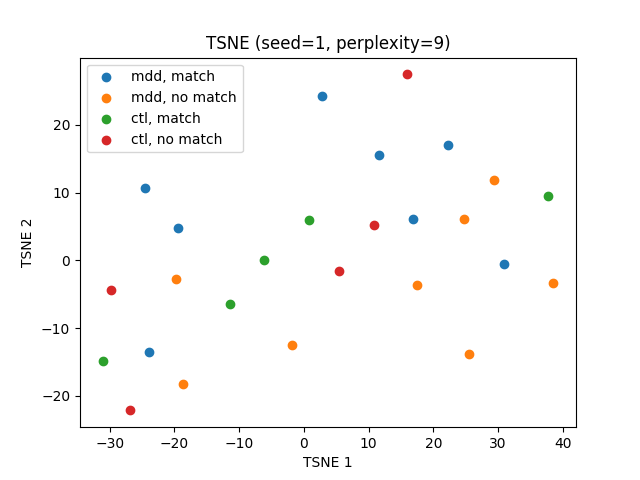 TSNE (seed=1, perplexity=9)
mdd, match
mdd, no match
ctl, match
ctl, no match
20
10
0
−10
−20
TSNE 2
−30 −20 −10 0 10 20 30 40
TSNE 1